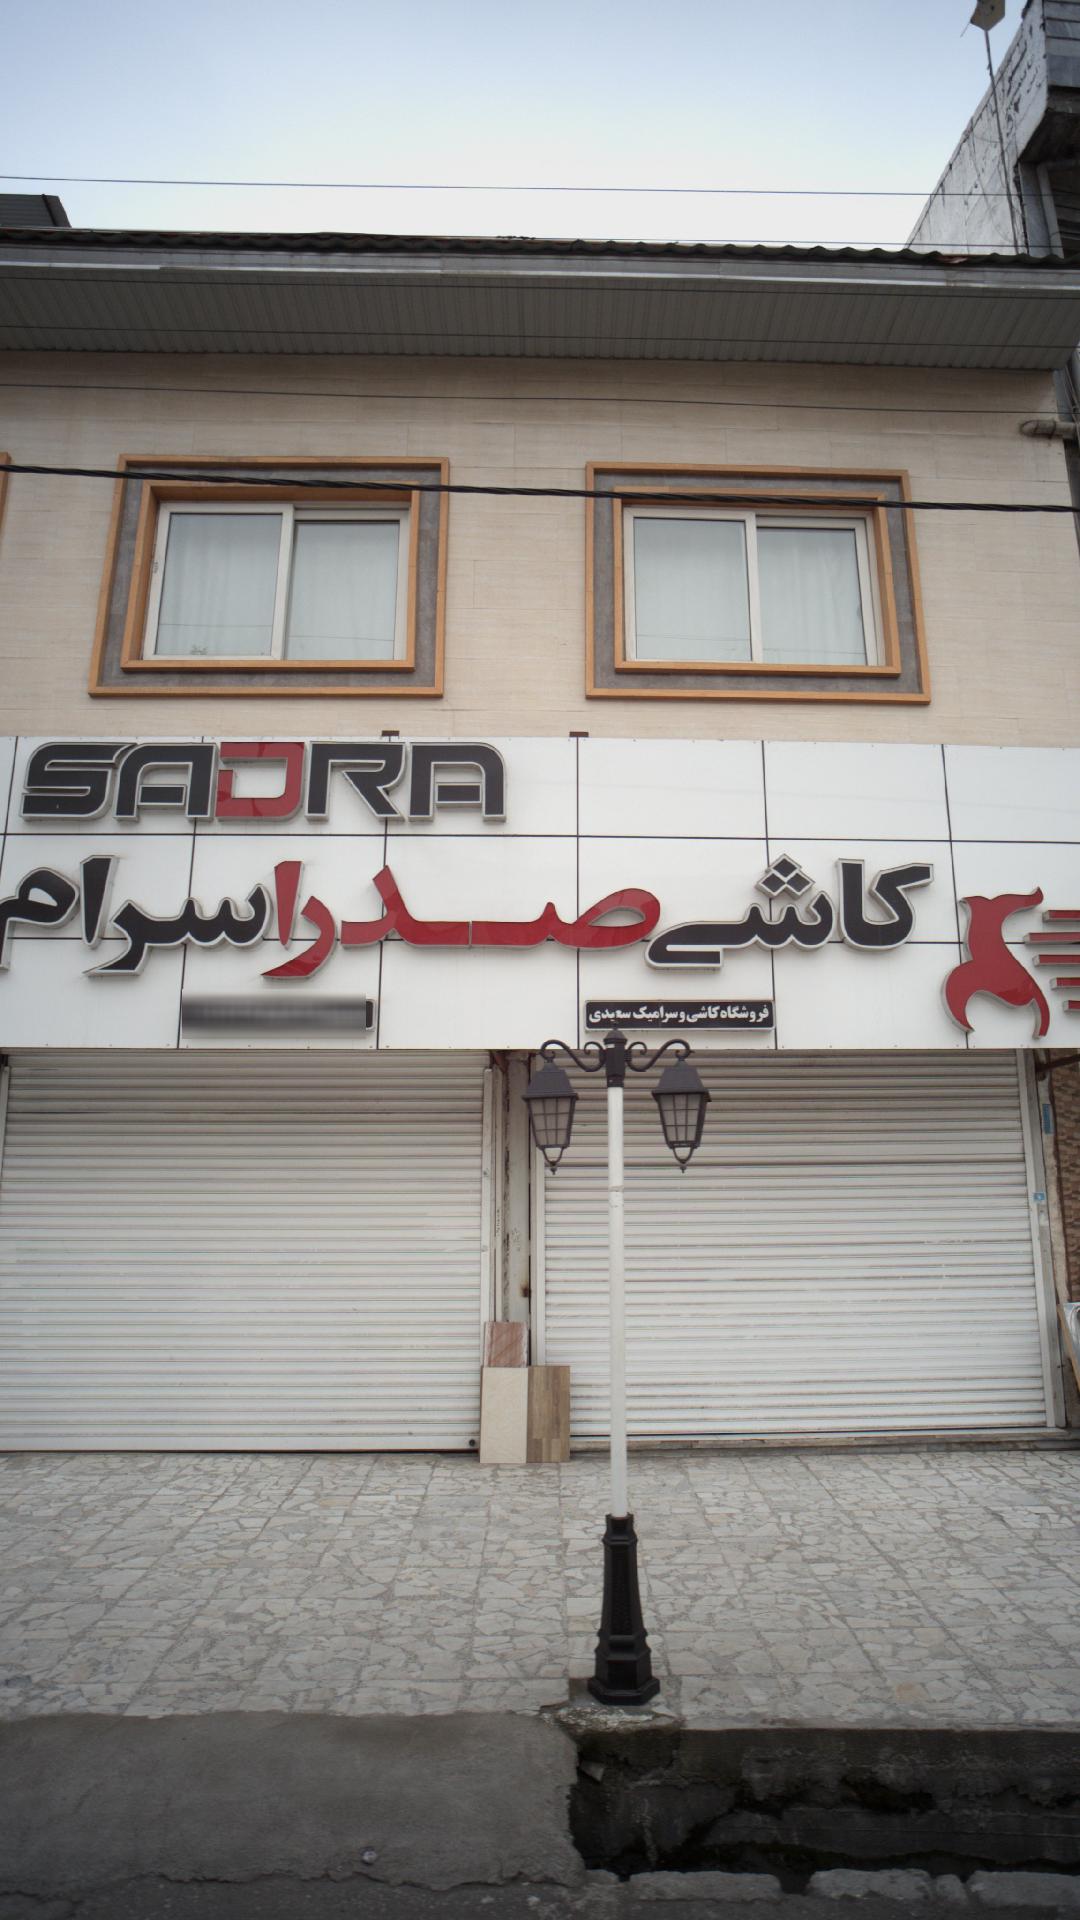 SADRA
کاشی صدرا سرام
فروشگاه کاشی و سرامیک سعیدی